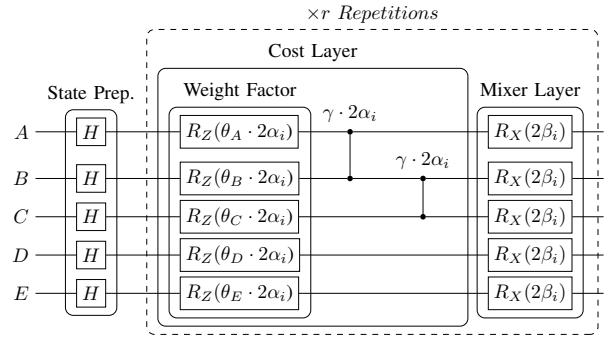 ×r Repetitions
Cost Layer
State Prep. Weight Factor Mixer Layer
γ · 2α_i
A H R_Z(θ_A · 2α_i) R_X(2β_i)
γ · 2α_i
B H R_Z(θ_B · 2α_i) R_X(2β_i)
C H R_Z(θ_C · 2α_i) R_X(2β_i)
D H R_Z(θ_D · 2α_i) R_X(2β_i)
E H R_Z(θ_E · 2α_i) R_X(2β_i)